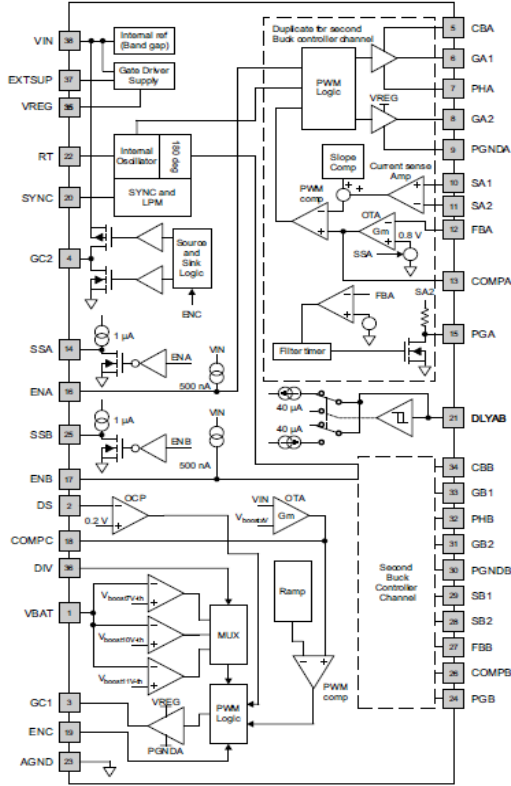 VIN
38
Internal ref
(Band gap)
EXTSUP
37
Gate Driver
Supply
VREG
35
RT
22
Internal
Oscillator
180 deg
SYNC
20
SYNC and
LPM
GC2
4
Source
and
Sink
Logic
ENC
1 µA
SSA
14
ENA
VIN
ENA
16
500 nA
1 µA
SSB
25
ENB
VIN
ENB
17
500 nA
DS
2
OCP
0.2 V
COMPC
18
VIN
OTA
Gm
VboostxV
DIV
36
VBAT
1
Vboost7V-th
Vboost10V-th
Vboost11V-th
MUX
Ramp
PWM
comp
GC1
3
VREG
PWM
Logic
PGNDA
ENC
19
AGND
23
Duplicate for second
Buck controller channel
PWM
Logic
VREG
Slope
Comp
Current sense
Amp
PWM
comp
OTA
Gm
0.8 V
SSA
FBA
SA2
Filter timer
5
CBA
6
GA1
7
PHA
8
GA2
9
PGNDA
10
SA1
11
SA2
12
FBA
13
COMPA
15
PGA
40 µA
40 µA
21
DLYAB
Second
Buck
Controller
Channel
34
CBB
33
GB1
32
PHB
31
GB2
30
PGNDB
29
SB1
28
SB2
27
FBB
26
COMPB
24
PGB